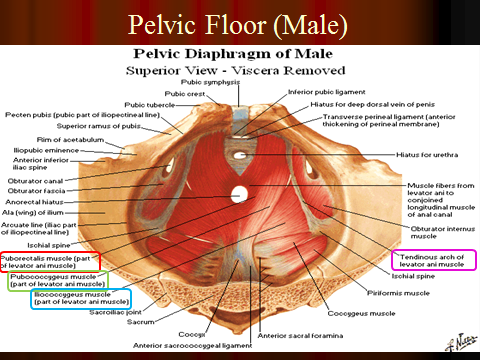 Pelvic Floor (Male)
Pelvic Diaphragm of Male
Superior View - Viscera Removed
Pubic symphysis
Pubic crest
Pubic tubercle
Pecten pubis (pubic part of iliopectineal line)
Superior ramus of pubis
Rim of acetabulum
Iliopubic eminence
Anterior inferior
iliac spine
Obturator canal
Obturator fascia
Anorectal hiatus
Ala (wing) of ilium
Arcuate line (iliac part
of iliopectineal line)
Ischial spine
Puborectalis muscle (part
of levator ani muscle)
Pubococcygeus muscle
(part of levator ani muscle)
Iliococcygeus muscle
(part of levator ani muscle)
Sacroiliac joint
Sacrum
Coccyx
Anterior sacrococcygeal ligament
Inferior pubic ligament
Hiatus for deep dorsal vein of penis
Transverse perineal ligament (anterior
thickening of perineal membrane)
Hiatus for urethra
Muscle fibers from
levator ani to
conjoined
longitudinal muscle
of anal canal
Obturator internus
muscle
Tendinous arch of
levator ani muscle
Ischial spine
Piriformis muscle
Coccygeus muscle
Anterior sacral foramina